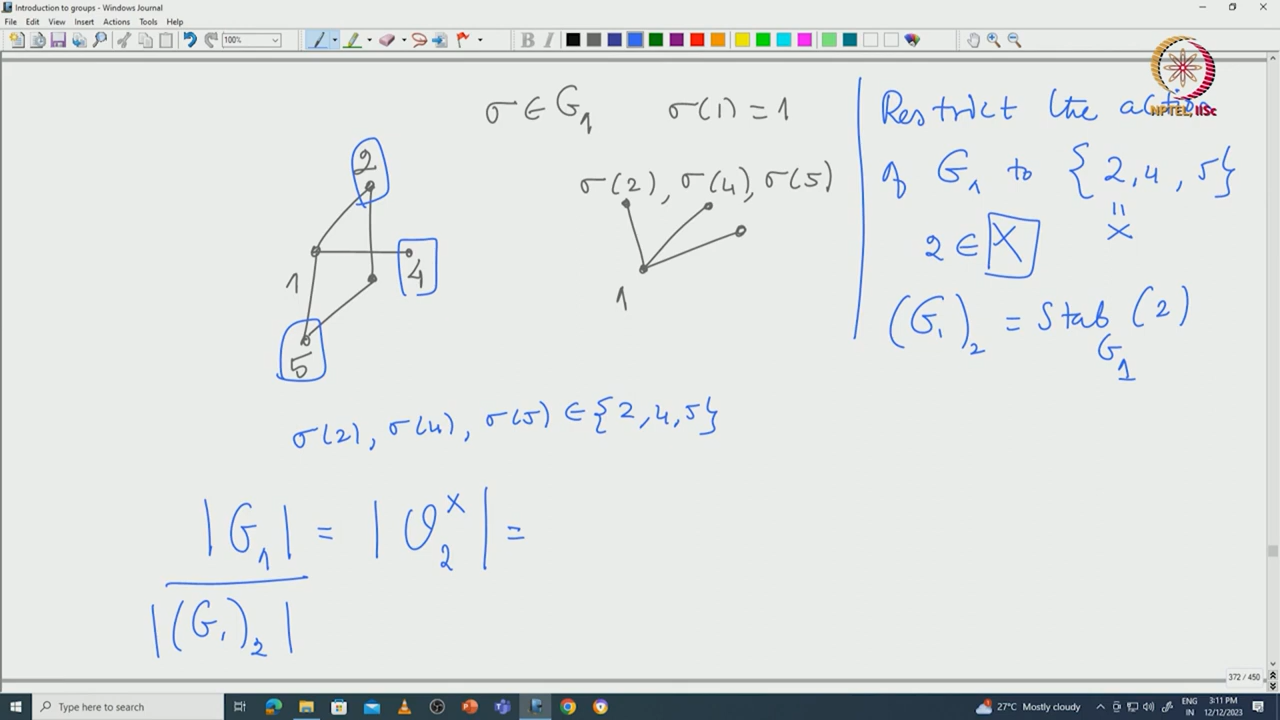 Introduction to groups - Windows Journal
File Edit View Insert Actions Tools Help
100%
B I
NPTEL, IISc
σ ∈ G₁ σ(1) = 1
σ(2), σ(4), σ(5)
1
2
1
4
5
Restrict the action
of G₁ to {2, 4, 5}
=
X
2 ∈ X
(G₁)₂ = Stab_{G₁} (2)
σ(2), σ(4), σ(5) ∈ {2, 4, 5}
|G₁| / |(G₁)₂| = |O₂ˣ| =
372 / 450
Type here to search
27°C Mostly cloudy
ENG
IN
3:11 PM
12/12/2023